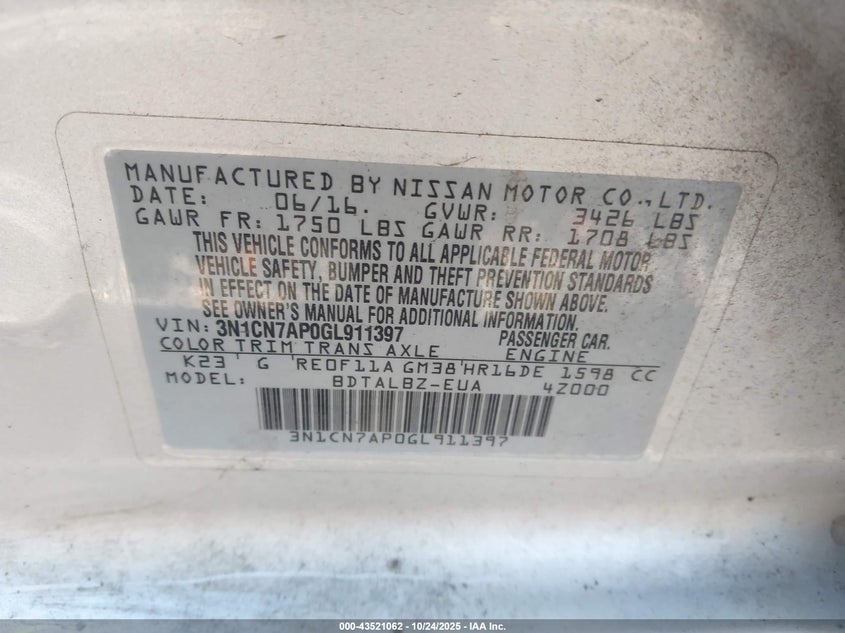 MANUFACTURED BY NISSAN MOTOR CO.,LTD.
DATE: 06/16. GVWR: 3426 LBS
GAWR FR: 1750 LBS GAWR RR: 1708 LBS
THIS VEHICLE CONFORMS TO ALL APPLICABLE FEDERAL MOTOR
VEHICLE SAFETY, BUMPER AND THEFT PREVENTION STANDARDS
IN EFFECT ON THE DATE OF MANUFACTURE SHOWN ABOVE.
SEE OWNER'S MANUAL FOR ADDITIONAL INFORMATION.
VIN: 3N1CN7AP0GL911397 PASSENGER CAR.
COLOR TRIM TRANS AXLE ENGINE
K23 G RE0F11A GM38 HR16DE 1598 CC
MODEL: BDTALBZ-EUA 4Z000
3N1CN7AP0GL911397
000-43521062 - 10/24/2025 - IAA Inc.